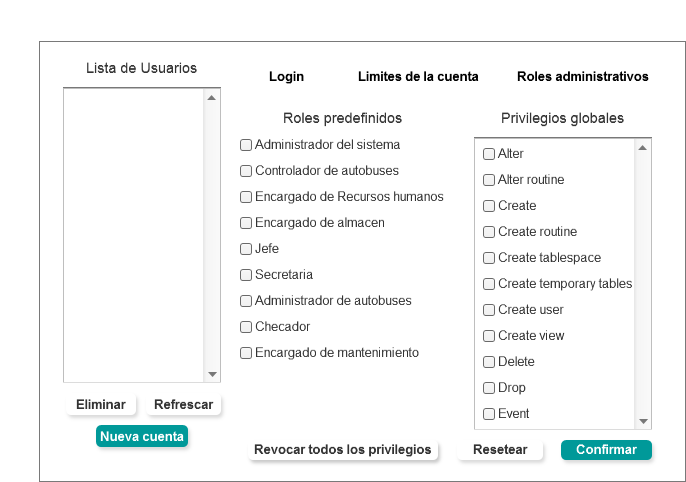 Lista de Usuarios
Login
Limites de la cuenta
Roles administrativos
Roles predefinidos
Administrador del sistema
Controlador de autobuses
Encargado de Recursos humanos
Encargado de almacen
Jefe
Secretaria
Administrador de autobuses
Checador
Encargado de mantenimiento
Privilegios globales
Alter
Alter routine
Create
Create routine
Create tablespace
Create temporary tables
Create user
Create view
Delete
Drop
Event
Eliminar
Refrescar
Nueva cuenta
Revocar todos los privilegios
Resetear
Confirmar